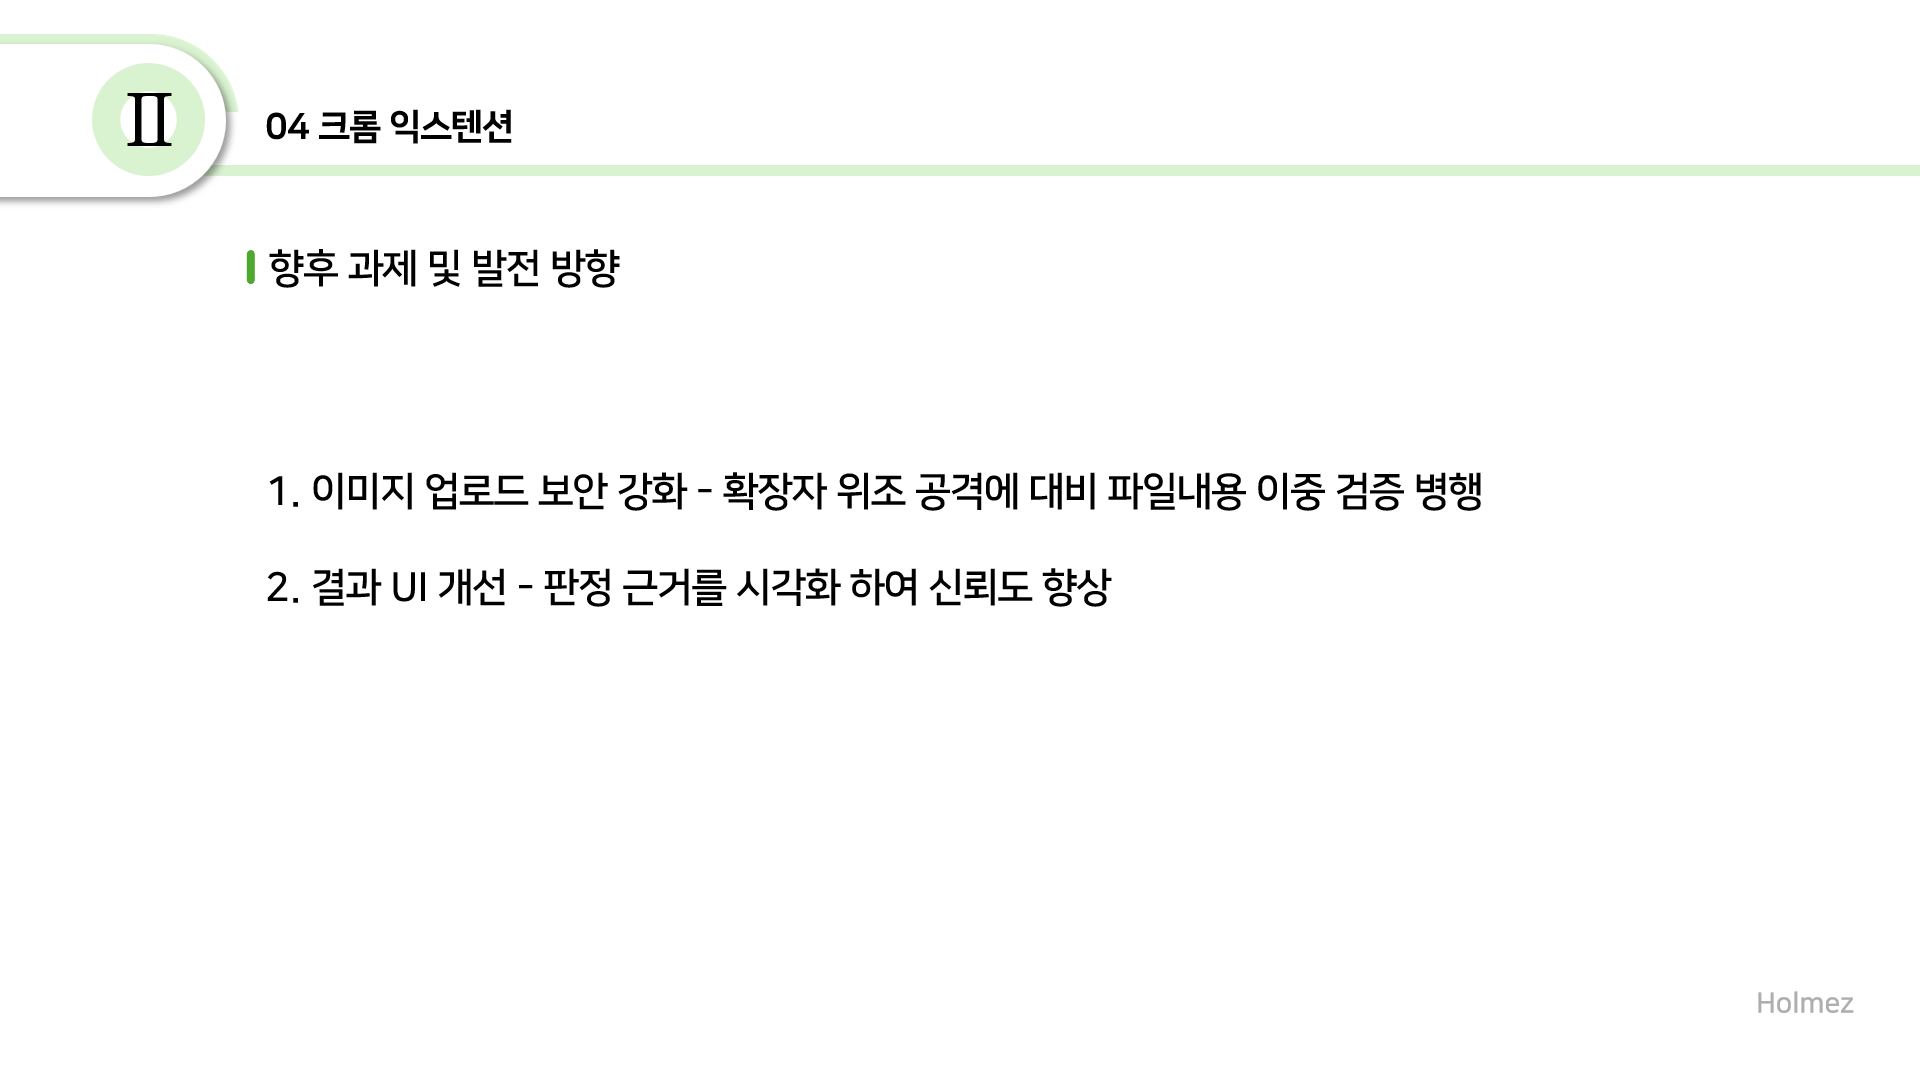 Ⅱ
04 크롬 익스텐션
향후 과제 및 발전 방향
1. 이미지 업로드 보안 강화 - 확장자 위조 공격에 대비 파일내용 이중 검증 병행
2. 결과 UI 개선 - 판정 근거를 시각화 하여 신뢰도 향상
Holmez